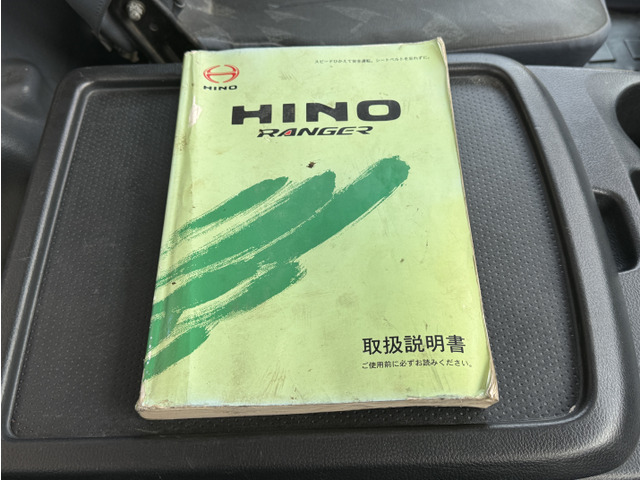 スピードひかえて安全運転、シートベルトを忘れずに。
HINO
HINO
RANGER
取扱説明書
ご使用前に必ずお読みください。